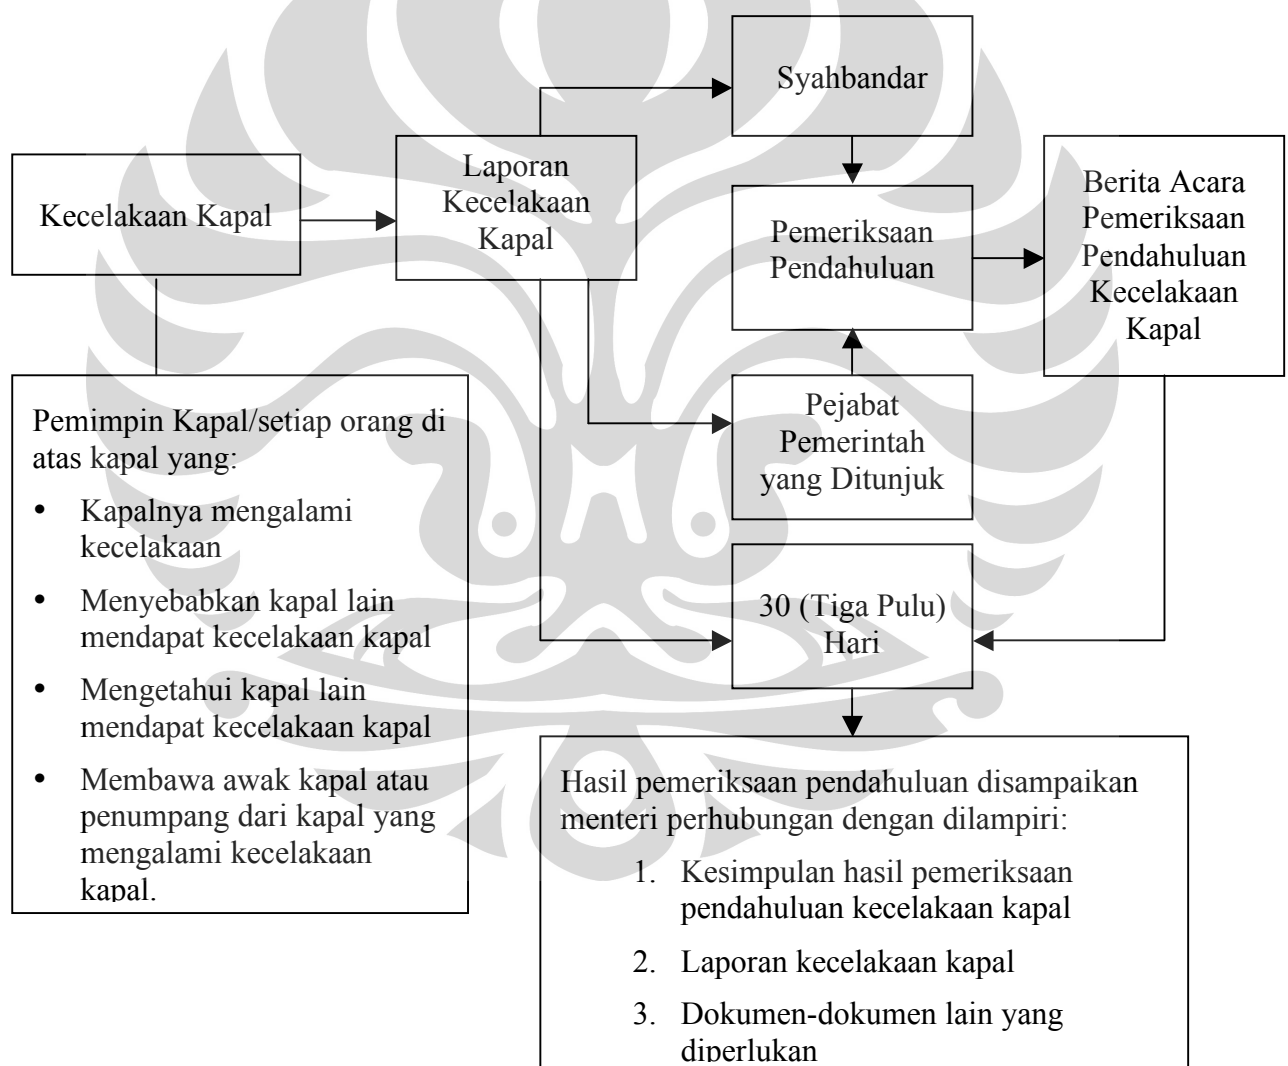 Syahbandar
Kecelakaan Kapal
Laporan
Kecelakaan
Kapal
Pemeriksaan
Pendahuluan
Berita Acara
Pemeriksaan
Pendahuluan
Kecelakaan
Kapal
Pemimpin Kapal/setiap orang di
atas kapal yang:
• Kapalnya mengalami
kecelakaan
• Menyebabkan kapal lain
mendapat kecelakaan kapal
• Mengetahui kapal lain
mendapat kecelakaan kapal
• Membawa awak kapal atau
penumpang dari kapal yang
mengalami kecelakaan
kapal.
Pejabat
Pemerintah
yang Ditunjuk
30 (Tiga Pulu)
Hari
Hasil pemeriksaan pendahuluan disampaikan
menteri perhubungan dengan dilampiri:
1. Kesimpulan hasil pemeriksaan
pendahuluan kecelakaan kapal
2. Laporan kecelakaan kapal
3. Dokumen-dokumen lain yang
diperlukan